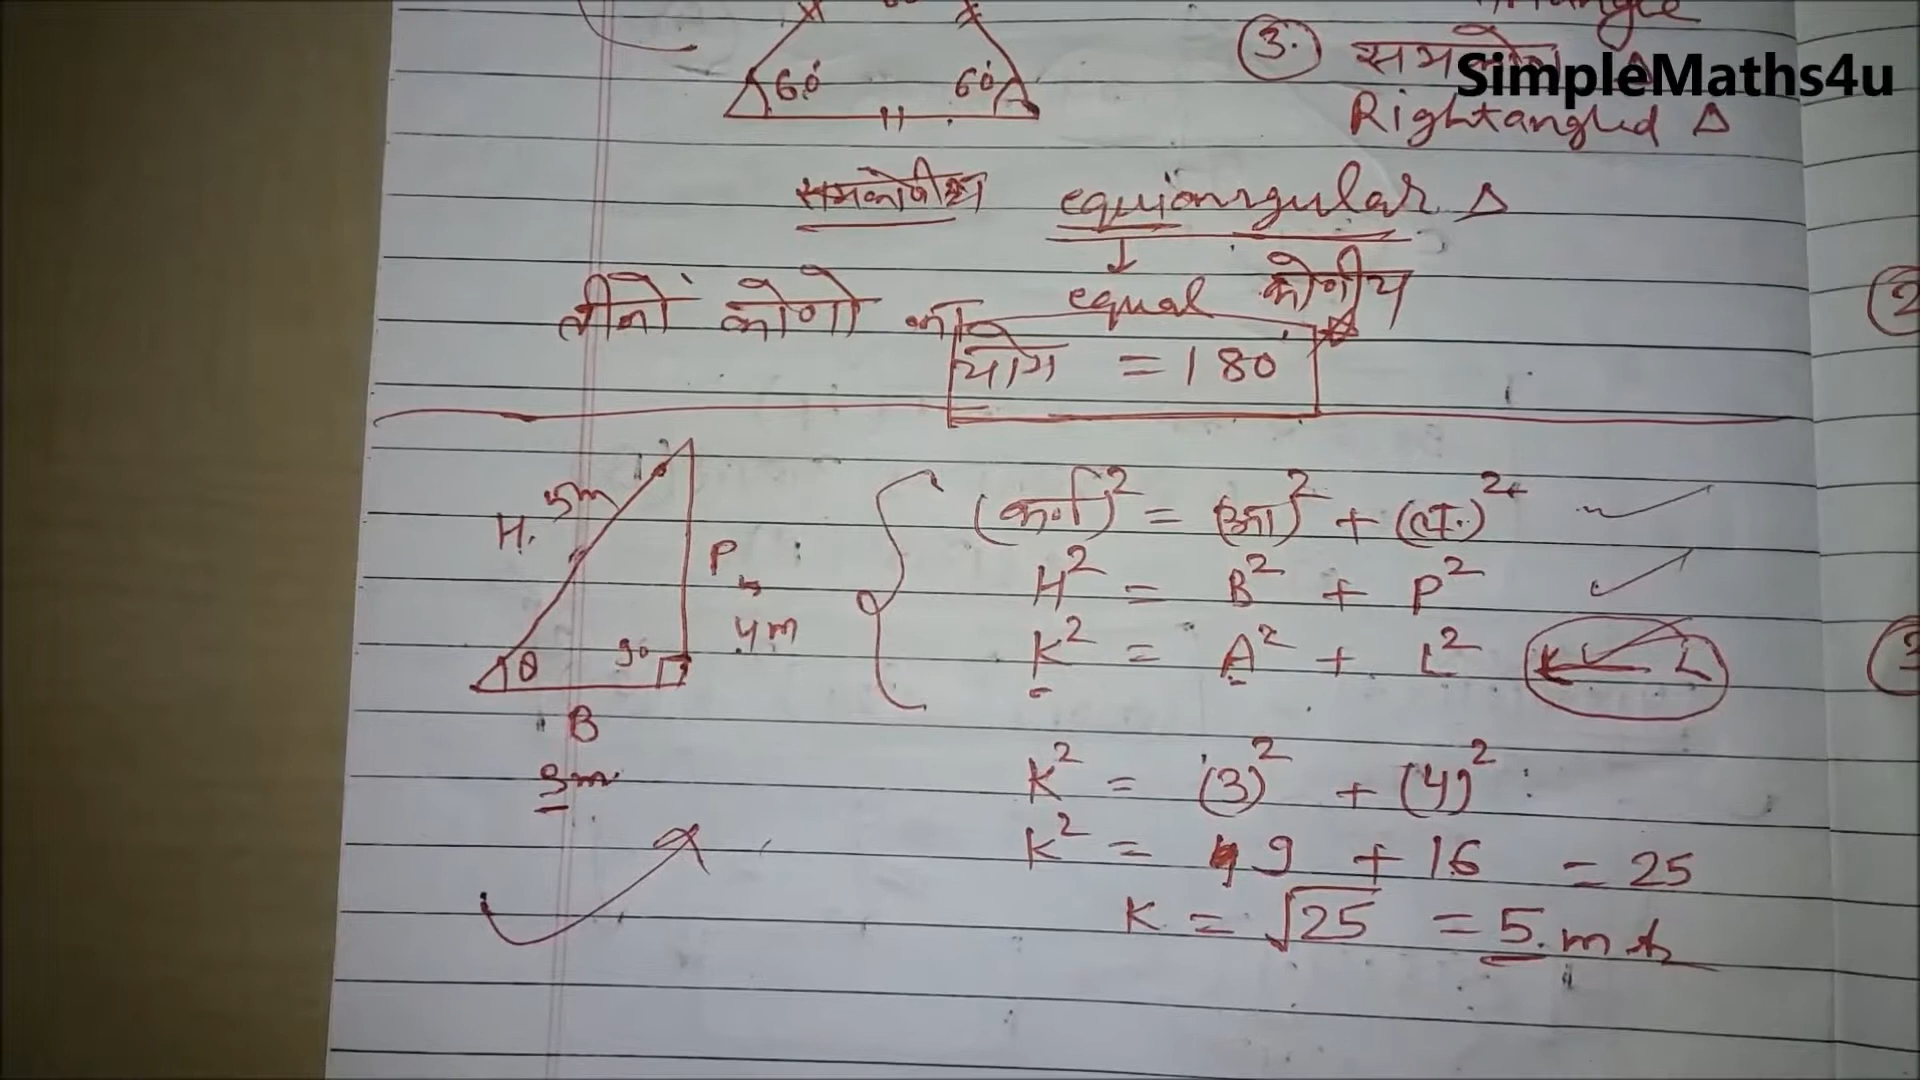 3. समकोण Δ
SimpleMaths4u
Rightangled Δ
60° 60°
समकोणीय equiangular Δ
equal कोणीय
तीनों कोणो का
योग = 180
(कर्ण)² = (आ)² + (लं.)²
H² = B² + P²
K² = A² + L² K L
5m
H.
P
4m
θ 90
B
3m
K² = (3)² + (4)²
K² = 9 + 16 = 25
K = √25 = 5 m
2